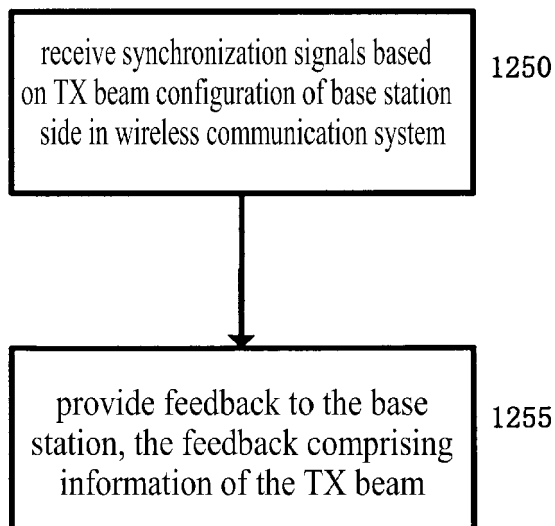 receive synchronization signals based
on TX beam configuration of base station
side in wireless communication system
1250
provide feedback to the base
station, the feedback comprising
information of the TX beam
1255